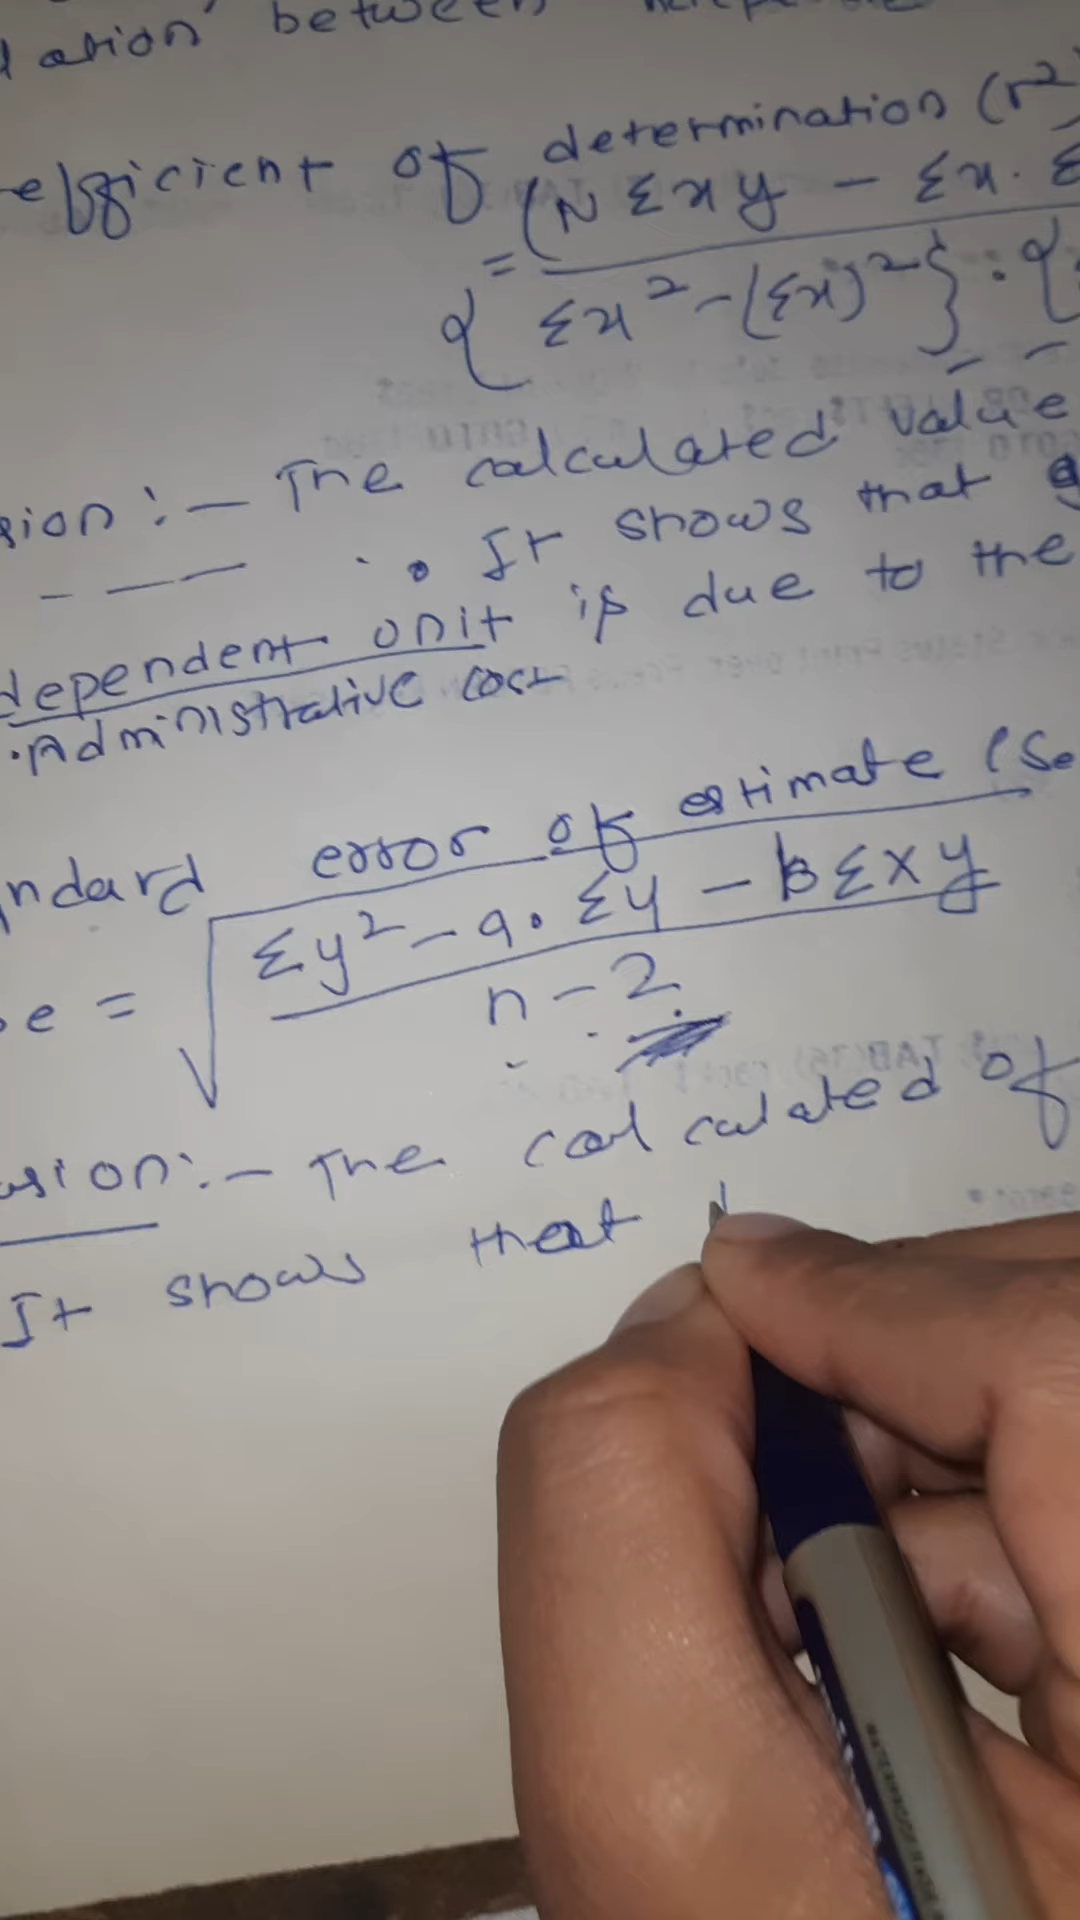 ation between
efficient of determination (r²)
= (N Σxy - Σx. Σ
{ Σx² - (Σx)²} . {
sion :- The calculated value
- - - . It shows that
dependent unit is due to the
.Administrative cost
ndard error of estimate (Se
e = √ Σy² - a. Σy - b Σxy
n - 2
usion:- The calculated of
It shows that